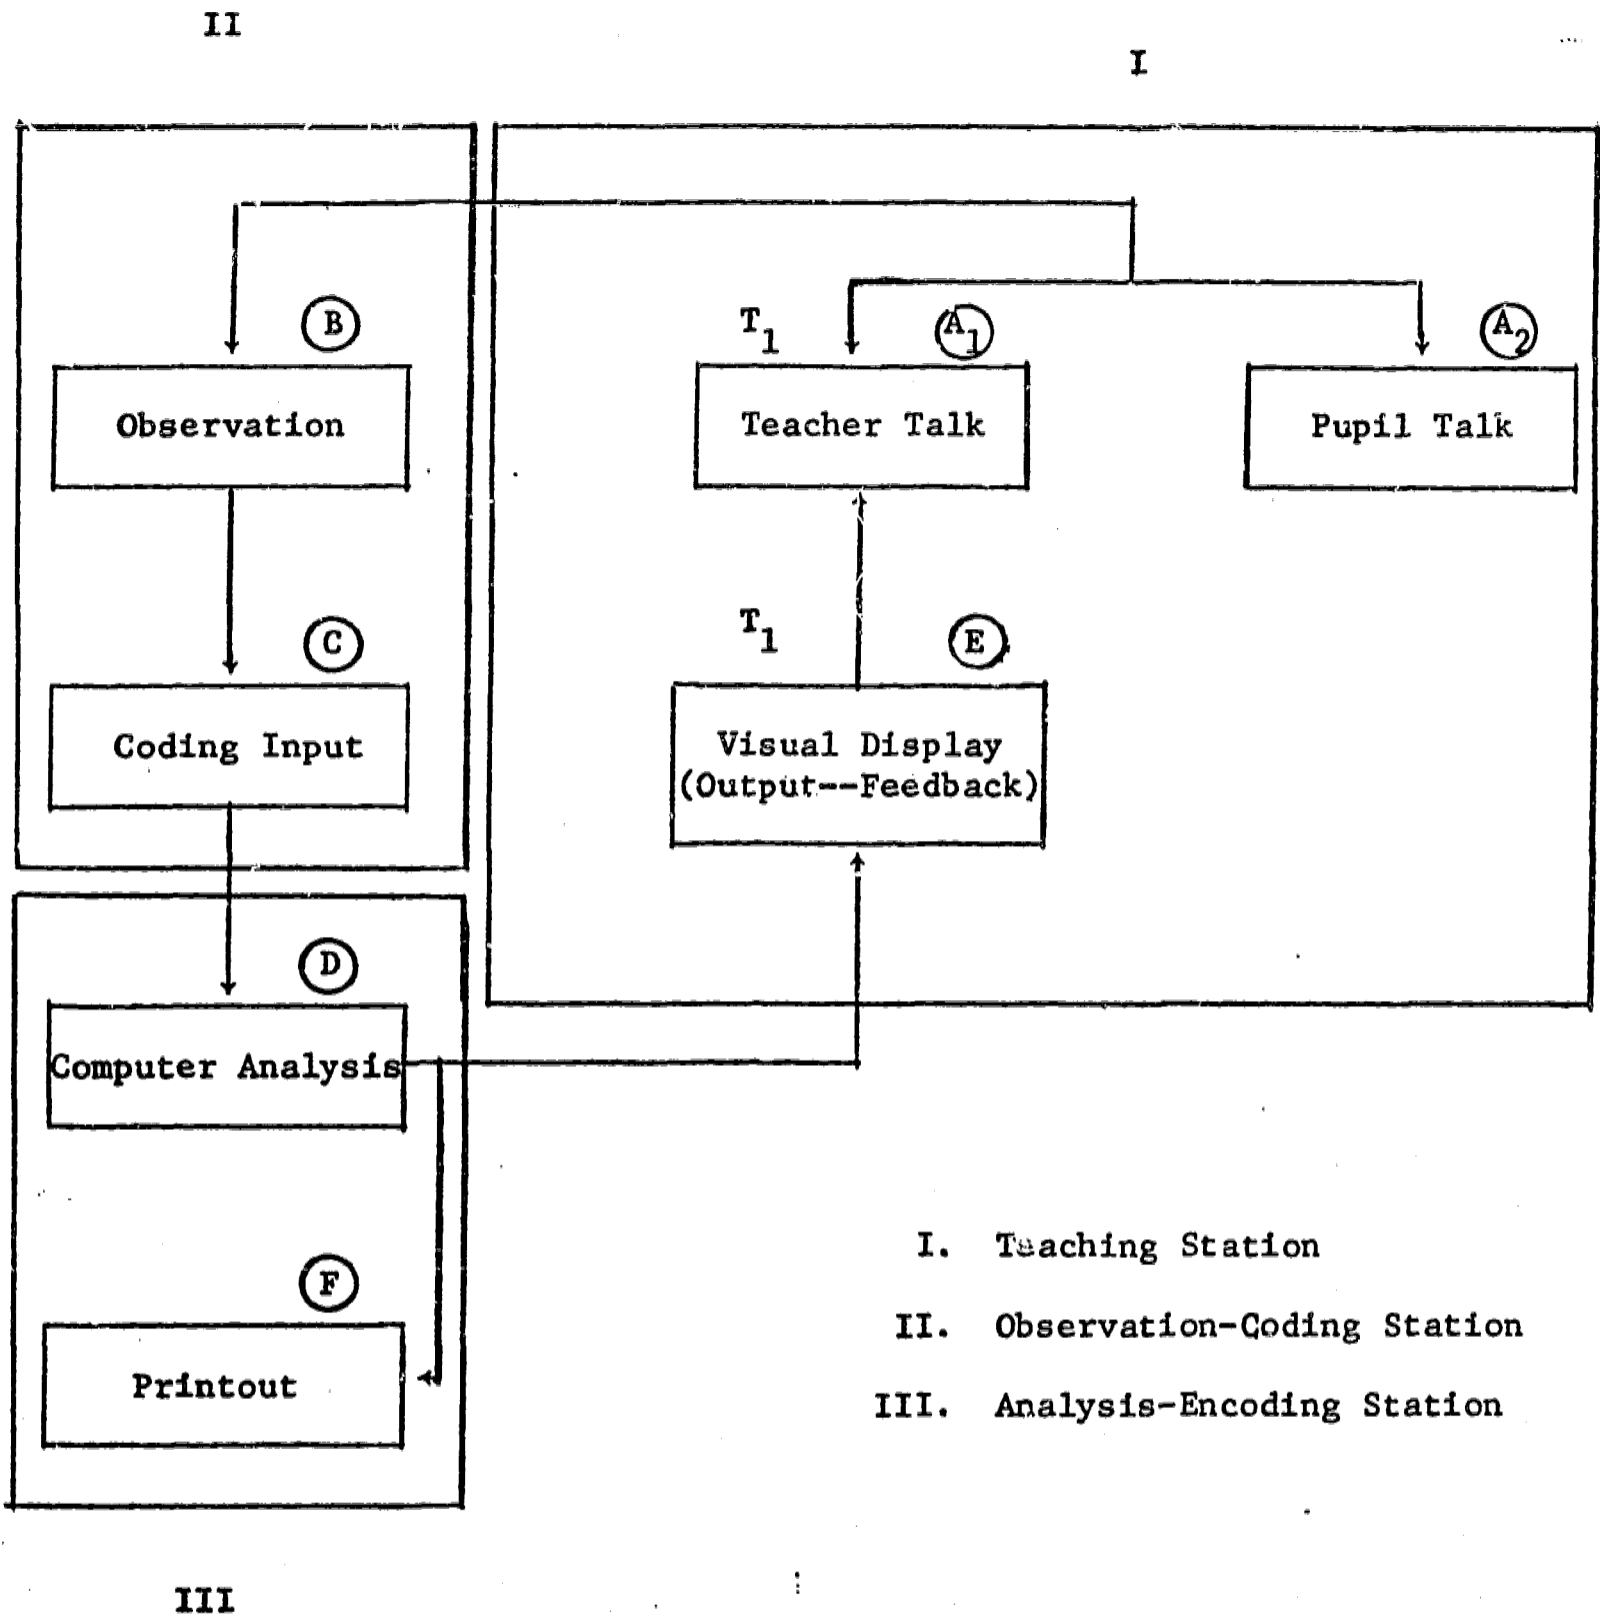 II
I
B
T1
A1
A2
Observation
Teacher Talk
Pupil Talk
C
T1
E
Coding Input
Visual Display
(Output--Feedback)
D
Computer Analysis
F
Printout
I. Teaching Station
II. Observation-Coding Station
III. Analysis-Encoding Station
III